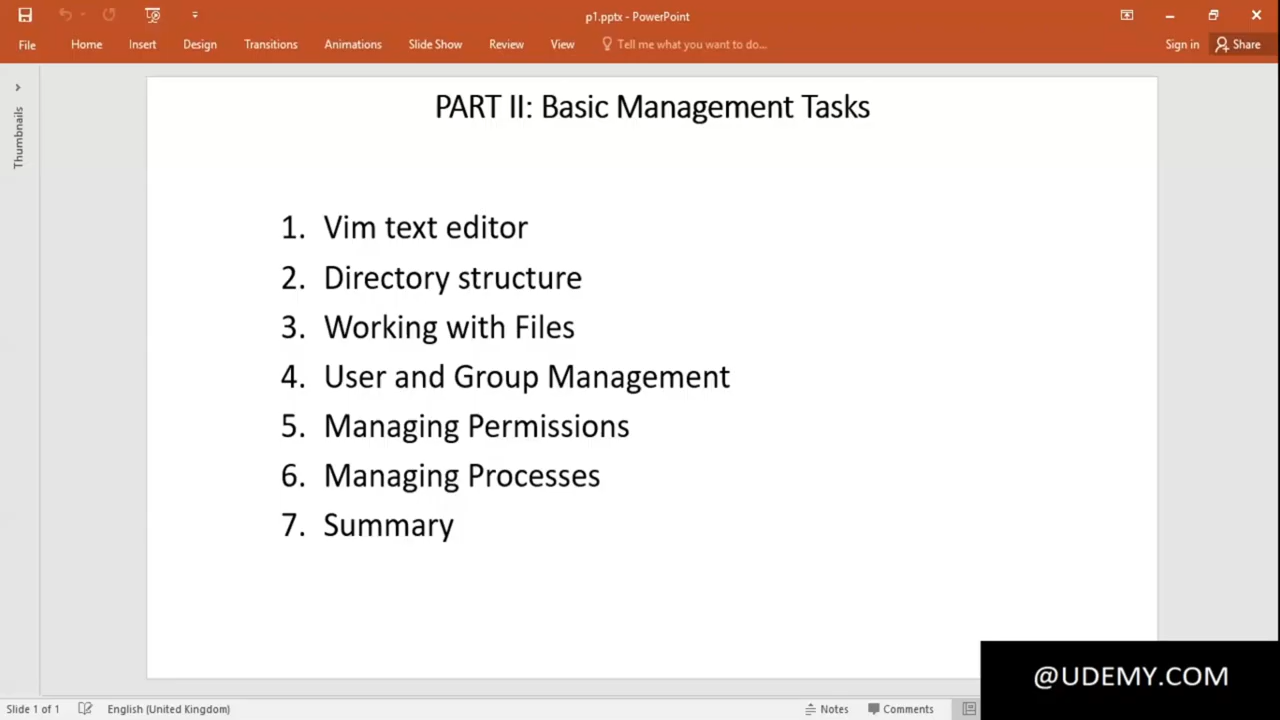 p1.pptx - PowerPoint
File Home Insert Design Transitions Animations Slide Show Review View Tell me what you want to do... Sign in Share
Thumbnails
PART II: Basic Management Tasks
1. Vim text editor
2. Directory structure
3. Working with Files
4. User and Group Management
5. Managing Permissions
6. Managing Processes
7. Summary
@UDEMY.COM
Slide 1 of 1 English (United Kingdom) Notes Comments